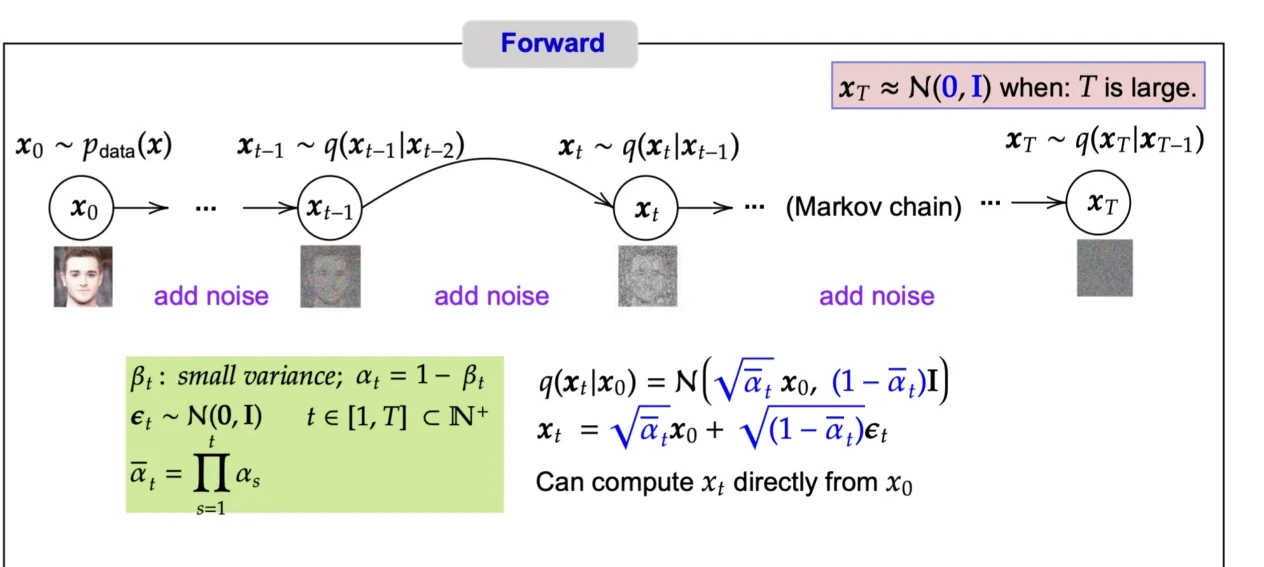 Forward
𝒙_T ≈ N(0, I) when: T is large.
𝒙_0 ~ p_data(𝒙)
𝒙_{t−1} ~ q(𝒙_{t−1}|𝒙_{t−2})
𝒙_t ~ q(𝒙_t|𝒙_{t−1})
𝒙_T ~ q(𝒙_T|𝒙_{T−1})
𝒙_0 ... 𝒙_{t−1} 𝒙_t ... (Markov chain) ... 𝒙_T
add noise add noise add noise
β_t : small variance; α_t = 1 − β_t
ϵ_t ~ N(0, I) t ∈ [1, T] ⊂ ℕ⁺
ᾱ_t = ∏_{s=1}^{t} α_s
q(𝒙_t|𝒙_0) = N(√ᾱ_t 𝒙_0, (1 − ᾱ_t)I)
𝒙_t = √ᾱ_t 𝒙_0 + √(1 − ᾱ_t) ϵ_t
Can compute x_t directly from x_0